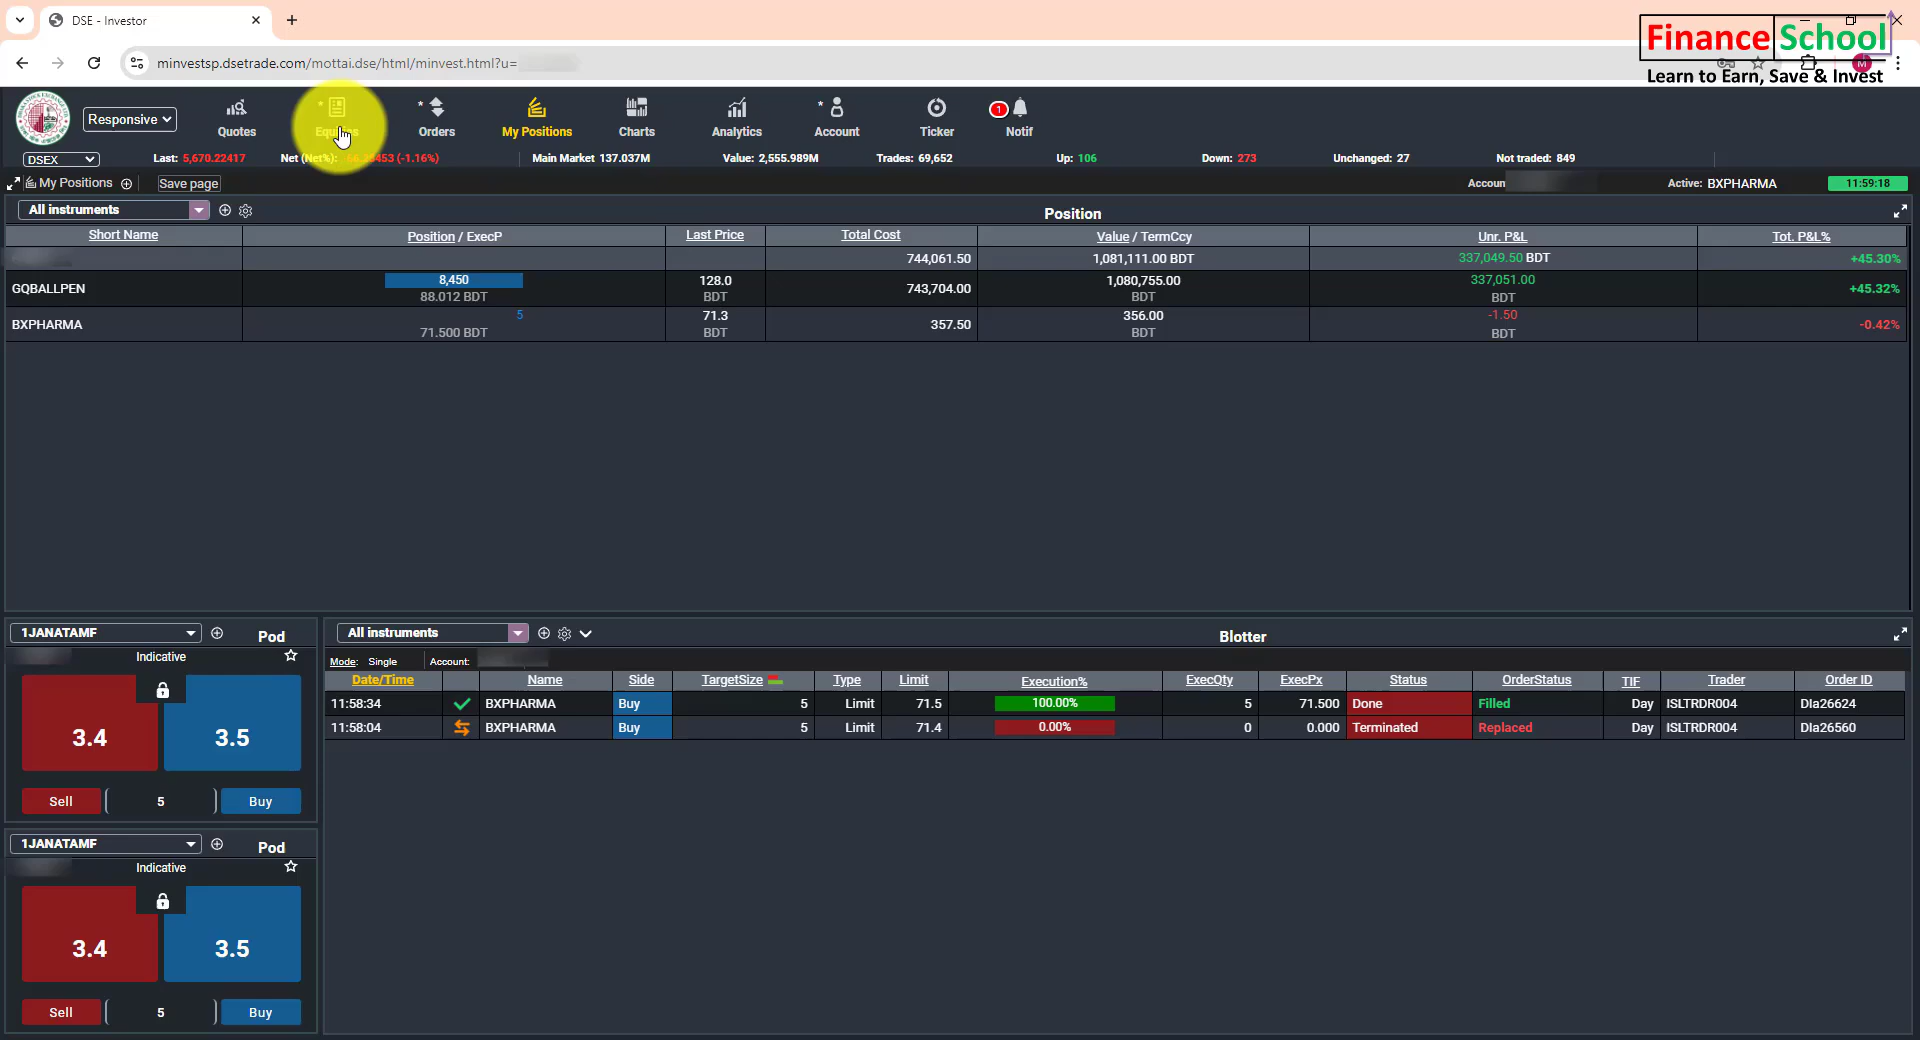 DSE - Investor
Finance School
Learn to Earn, Save & Invest
minvestsp.dsetrade.com/mottai.dse/html/minvest.html?u=
M
Responsive
Quotes
* Equities
* Orders
My Positions
Charts
Analytics
* Account
Ticker
1 Notif
DSEX Last: 5,670.22417 Net (Net%): (-1.16%) Main Market 137.037M Value: 2,555.989M Trades: 69,652 Up: 106 Down: 273 Unchanged: 27 Not traded: 849
My Positions Save page Accoun Active: BXPHARMA 11:59:18
All instruments Position
Short Name Position / ExecP Last Price Total Cost Value / TermCcy Unr. P&L Tot. P&L%
744,061.50 1,081,111.00 BDT 337,049.50 BDT +45.30%
GQBALLPEN 8,450 88.012 BDT 128.0 BDT 743,704.00 1,080,755.00 BDT 337,051.00 BDT +45.32%
BXPHARMA 5 71.500 BDT 71.3 BDT 357.50 356.00 BDT -1.50 BDT -0.42%
1JANATAMF Pod
Indicative
3.4 3.5
Sell 5 Buy
1JANATAMF Pod
Indicative
3.4 3.5
Sell 5 Buy
All instruments Blotter
Mode: Single Account:
Date/Time Name Side TargetSize Type Limit Execution% ExecQty ExecPx Status OrderStatus TIF Trader Order ID
11:58:34 BXPHARMA Buy 5 Limit 71.5 100.00% 5 71.500 Done Filled Day ISLTRDR004 Dla26624
11:58:04 BXPHARMA Buy 5 Limit 71.4 0.00% 0 0.000 Terminated Replaced Day ISLTRDR004 Dla26560